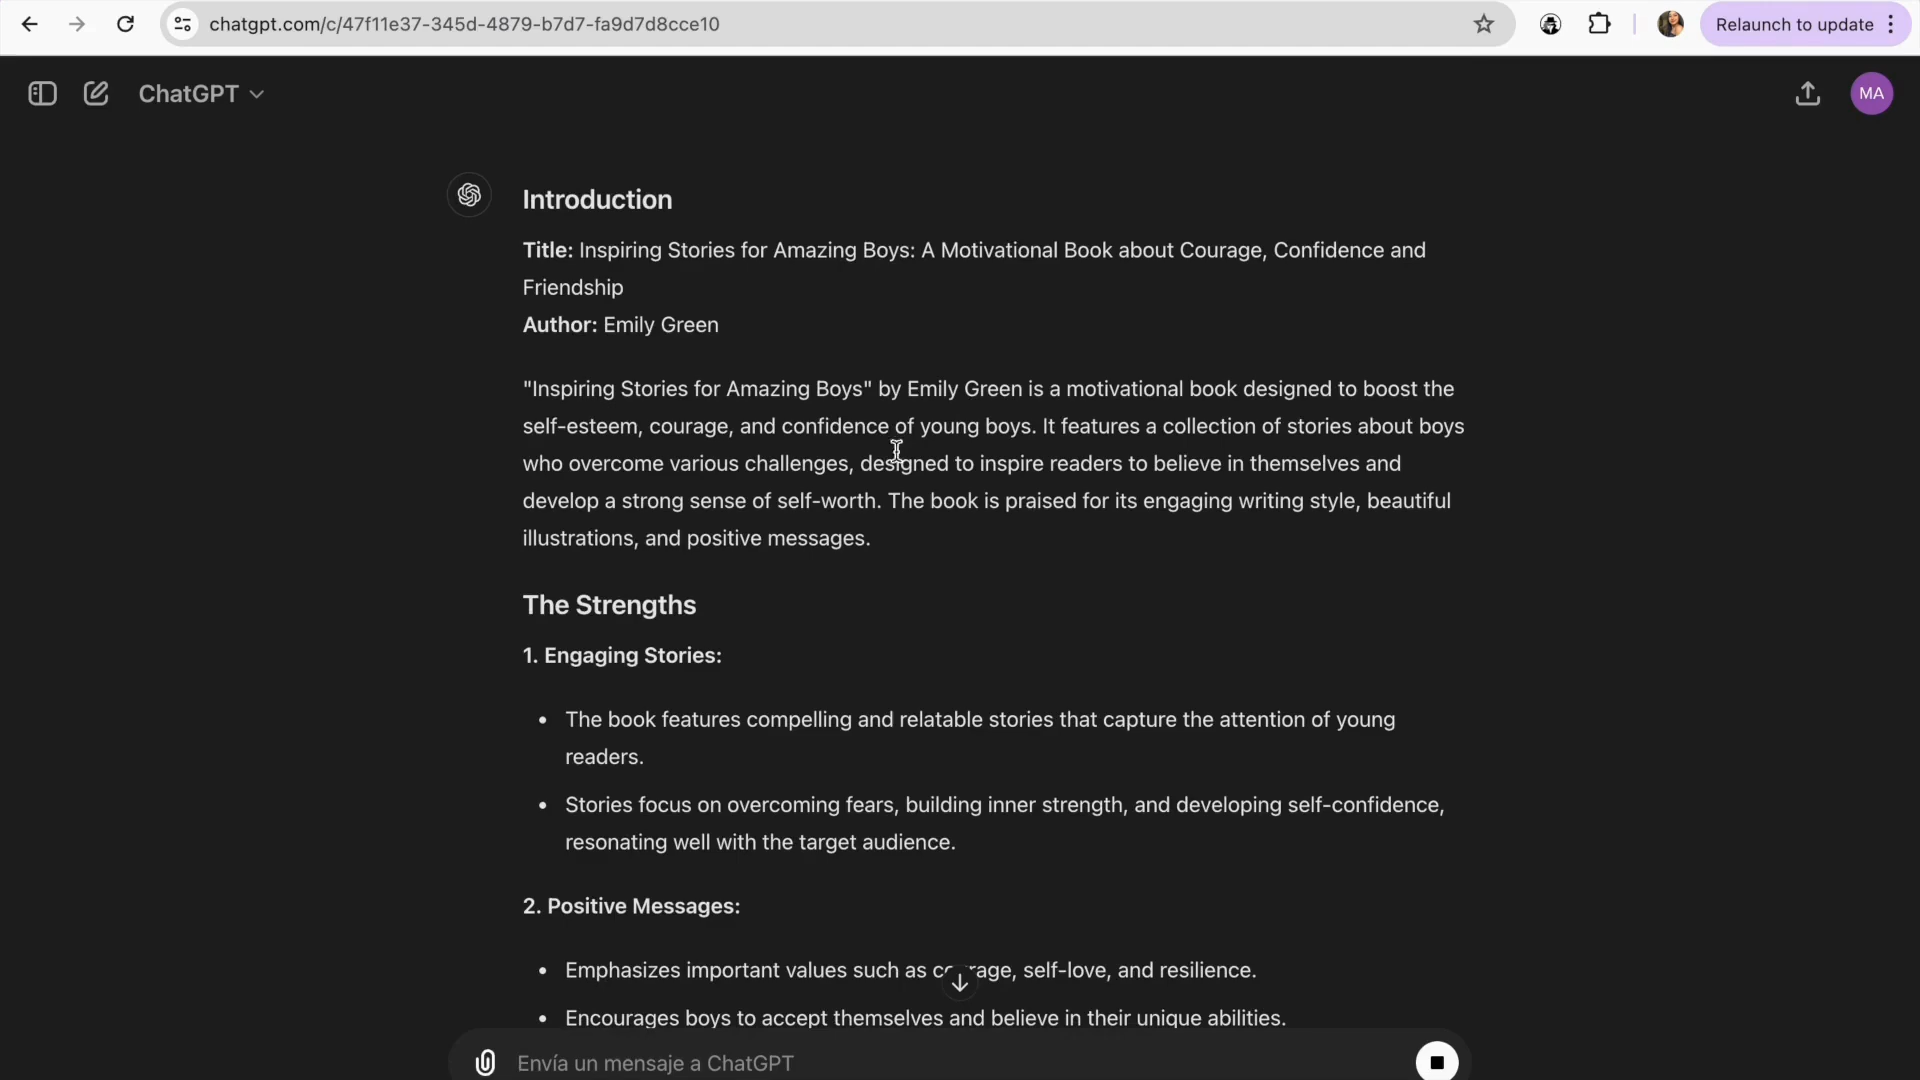 chatgpt.com/c/47f11e37-345d-4879-b7d7-fa9d7d8cce10
Relaunch to update
ChatGPT
MA
Introduction
Title: Inspiring Stories for Amazing Boys: A Motivational Book about Courage, Confidence and
Friendship
Author: Emily Green
"Inspiring Stories for Amazing Boys" by Emily Green is a motivational book designed to boost the
self-esteem, courage, and confidence of young boys. It features a collection of stories about boys
who overcome various challenges, designed to inspire readers to believe in themselves and
develop a strong sense of self-worth. The book is praised for its engaging writing style, beautiful
illustrations, and positive messages.
The Strengths
1. Engaging Stories:
• The book features compelling and relatable stories that capture the attention of young
readers.
• Stories focus on overcoming fears, building inner strength, and developing self-confidence,
resonating well with the target audience.
2. Positive Messages:
• Emphasizes important values such as courage, self-love, and resilience.
• Encourages boys to accept themselves and believe in their unique abilities.
Envía un mensaje a ChatGPT